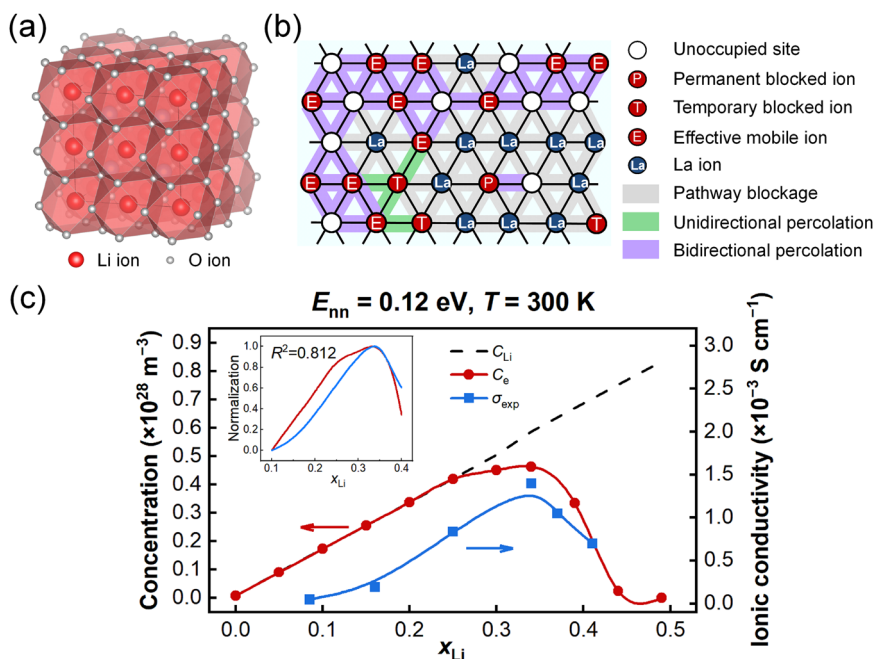 (a)
Li ion
O ion
(b)
E E La E E
E E E
La E La La La La
E E T La P La
E T La La La T
Unoccupied site
P Permanent blocked ion
T Temporary blocked ion
E Effective mobile ion
La La ion
Pathway blockage
Unidirectional percolation
Bidirectional percolation
(c)
E_nn = 0.12 eV, T = 300 K
Concentration (×10^28 m^−3)
0.9
0.8
0.7
0.6
0.5
0.4
0.3
0.2
0.1
0.0
R^2=0.812
Normalization
1.0
0.8
0.6
0.4
0.2
0.0
0.1 0.2 0.3 0.4
x_Li
C_Li
C_e
σ_exp
3.0
2.5
2.0
1.5
1.0
0.5
0.0
Ionic conductivity (×10^−3 S cm^−1)
0.0 0.1 0.2 0.3 0.4 0.5
x_Li